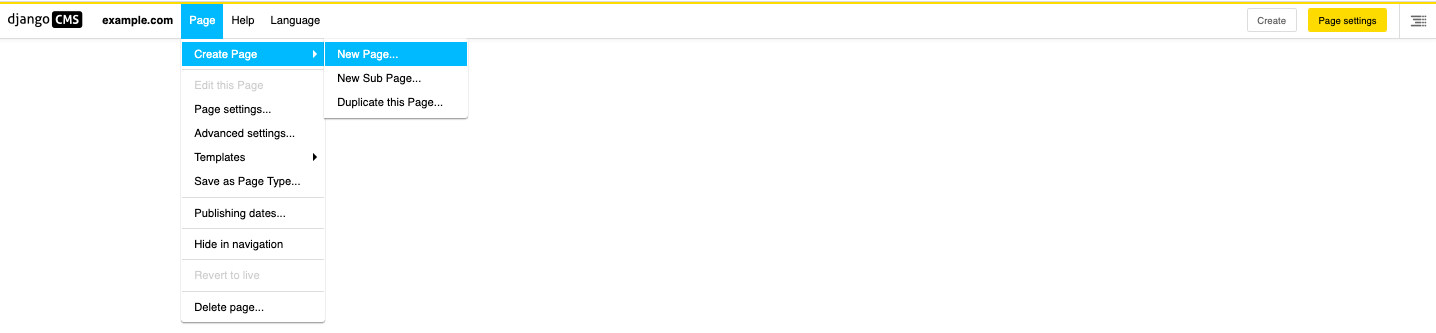 django CMS example.com Page Help Language Create Page settings
Create Page
New Page...
New Sub Page...
Duplicate this Page...
Edit this Page
Page settings...
Advanced settings...
Templates
Save as Page Type...
Publishing dates...
Hide in navigation
Revert to live
Delete page...